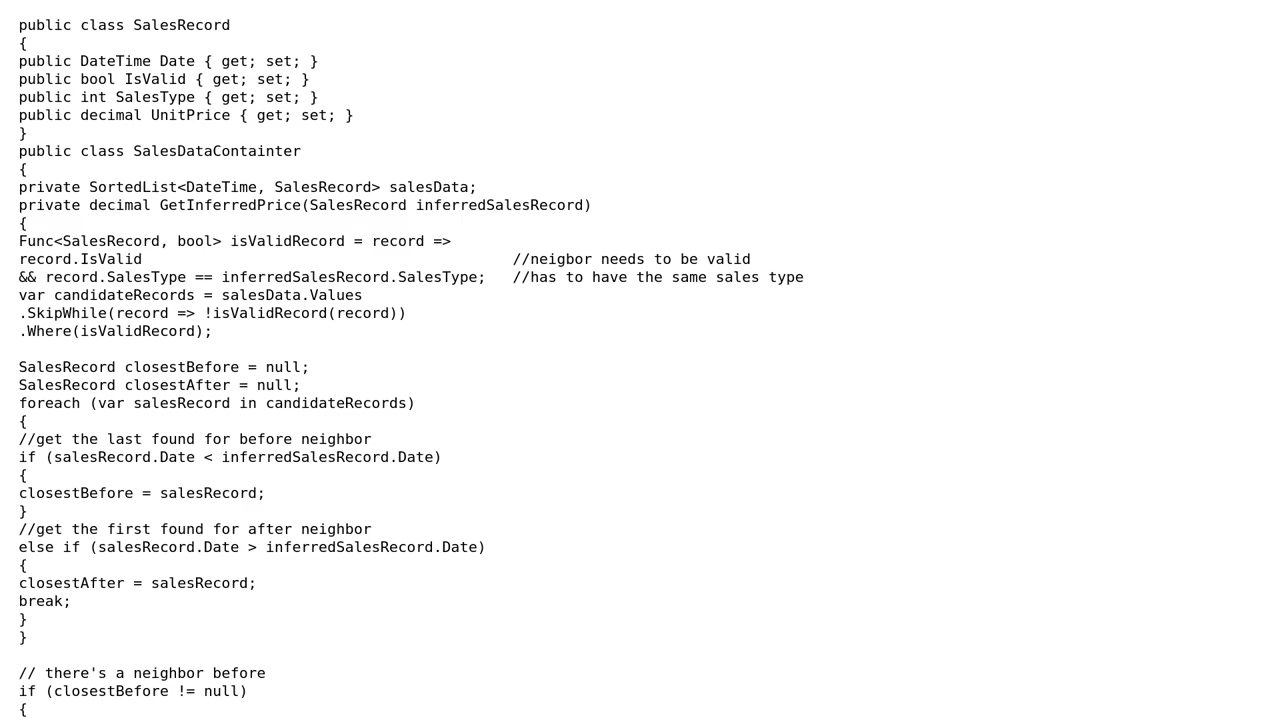 public class SalesRecord
{
public DateTime Date { get; set; }
public bool IsValid { get; set; }
public int SalesType { get; set; }
public decimal UnitPrice { get; set; }
}
public class SalesDataContainter
{
private SortedList<DateTime, SalesRecord> salesData;
private decimal GetInferredPrice(SalesRecord inferredSalesRecord)
{
Func<SalesRecord, bool> isValidRecord = record =>
record.IsValid                                          //neigbor needs to be valid
&& record.SalesType == inferredSalesRecord.SalesType;   //has to have the same sales type
var candidateRecords = salesData.Values
.SkipWhile(record => !isValidRecord(record))
.Where(isValidRecord);

SalesRecord closestBefore = null;
SalesRecord closestAfter = null;
foreach (var salesRecord in candidateRecords)
{
//get the last found for before neighbor
if (salesRecord.Date < inferredSalesRecord.Date)
{
closestBefore = salesRecord;
}
//get the first found for after neighbor
else if (salesRecord.Date > inferredSalesRecord.Date)
{
closestAfter = salesRecord;
break;
}
}

// there's a neighbor before
if (closestBefore != null)
{